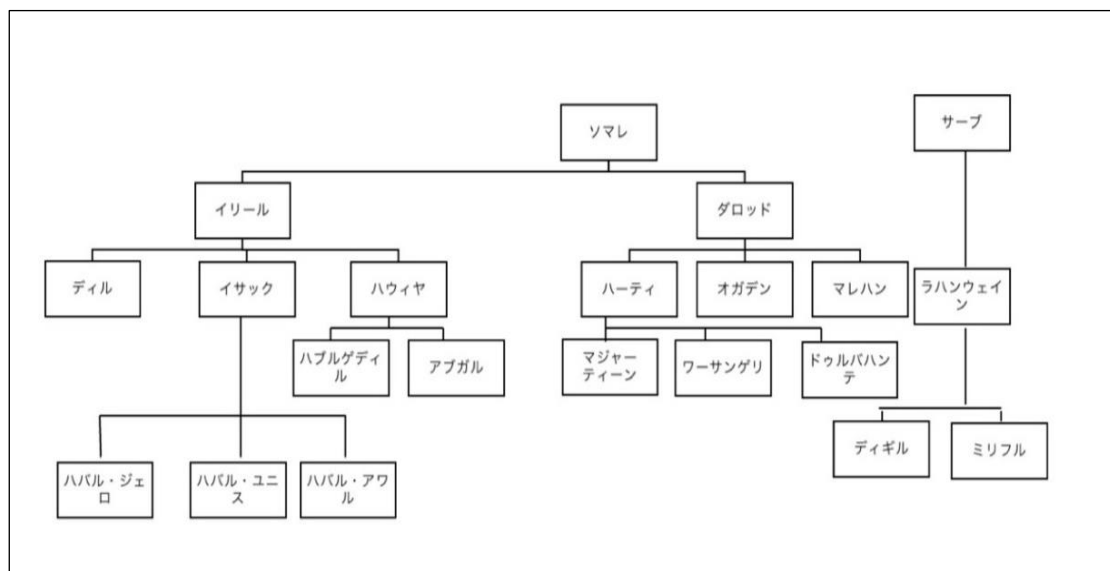 ソマレ
サーブ
イリール
ダロッド
ディル
イサック
ハウィヤ
ハーティ
オガデン
マレハン
ラハンウェイ
ン
ハブルゲディ
ル
アブガル
マジャー
ティーン
ワーサンゲリ
ドゥルバハン
テ
ディギル
ミリフル
ハバル・ジェ
ロ
ハバル・ユニ
ス
ハバル・アワ
ル